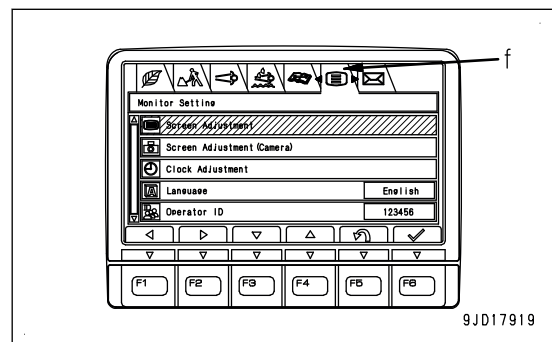 f
Monitor Setting
Screen Adjustment
Screen Adjustment (Camera)
Clock Adjustment
A Language English
Operator ID 123456
F1 F2 F3 F4 F5 F6
9JD17919